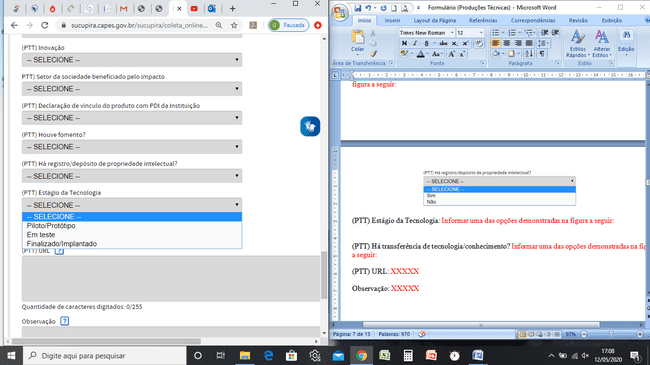 sucupira.capes.gov.br/sucupira/coleta_online...
Pausada
(PTT) Inovação
-- SELECIONE --
(PTT) Setor da sociedade beneficiado pelo impacto
-- SELECIONE --
(PTT) Declaração de vínculo do produto com PDI da Instituição
-- SELECIONE --
(PTT) Houve fomento?
-- SELECIONE --
(PTT) Há registro/depósito de propriedade intelectual?
-- SELECIONE --
(PTT) Estágio da Tecnologia
-- SELECIONE --
-- SELECIONE --
Piloto/Protótipo
Em teste
Finalizado/Implantado
(PTT) URL ?
Quantidade de caracteres digitados: 0/255
Observação ?
Formulário (Produções Técnicas) - Microsoft Word
Início Layout da Página Referências Correspondências Revisão Exibição
Colar
Times New Roman 12
Estilos Rápidos
Alterar Estilos
Edição
Área de Transferência Fonte Parágrafo Estilo
figura a seguir:
(PTT) Há registro/depósito de propriedade intelectual?
-- SELECIONE --
-- SELECIONE --
Sim
Não
(PTT) Estágio da Tecnologia: Informar uma das opções demonstradas na figura a seguir:
(PTT) Há transferência de tecnologia/conhecimento? Informar uma das opções demonstradas na figu
a seguir:
(PTT) URL: XXXXX
Observação: XXXXX
Página: 7 de 13 Palavras: 970 97%
Digite aqui para pesquisar
17:08
12/05/2020